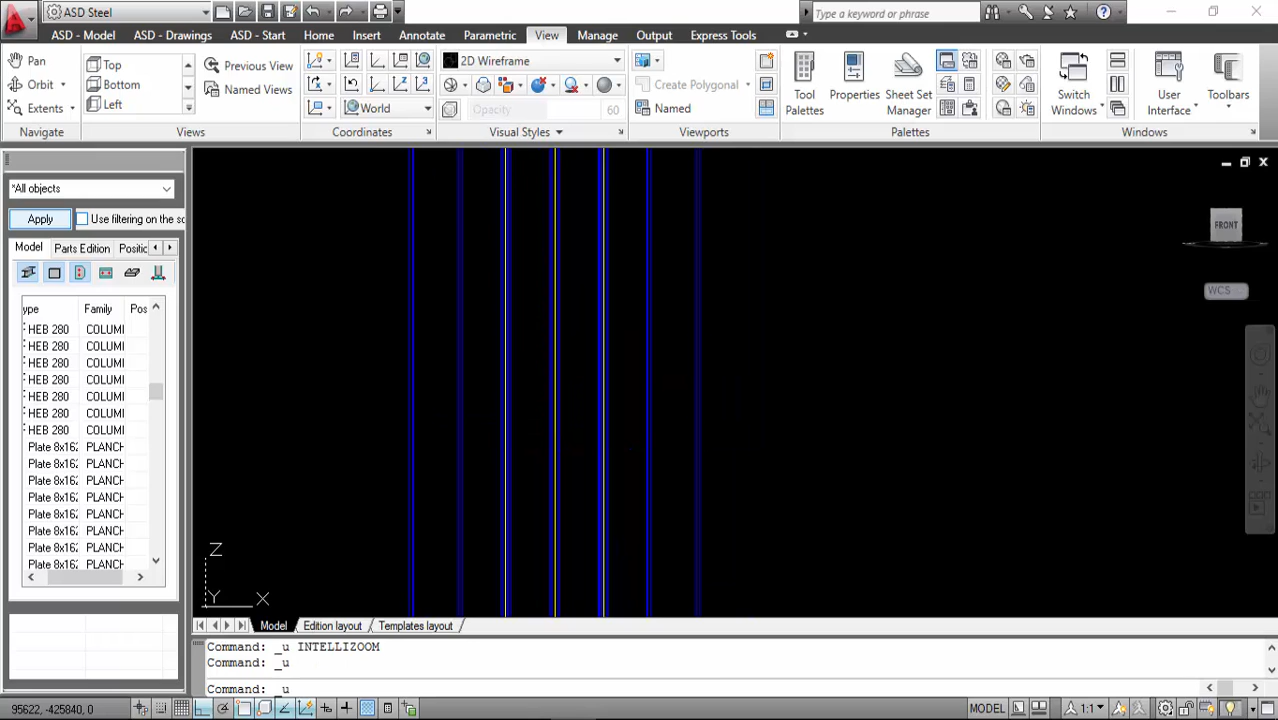 ASD Steel
Type a keyword or phrase
ASD - Model ASD - Drawings ASD - Start Home Insert Annotate Parametric View Manage Output Express Tools
Pan
Orbit
Extents
Navigate
Top
Bottom
Left
Previous View
Named Views
Views
World
Coordinates
2D Wireframe
Opacity 60
Visual Styles
Create Polygonal
Named
Viewports
Tool Palettes
Properties
Sheet Set Manager
Palettes
Switch Windows
User Interface
Toolbars
Windows
*All objects
Apply Use filtering on the sc
Model Parts Edition Positic
ype Family Pos
HEB 280 COLUMI
HEB 280 COLUMI
HEB 280 COLUMI
HEB 280 COLUMI
HEB 280 COLUMI
HEB 280 COLUMI
HEB 280 COLUMI
Plate 8x162 PLANCH
Plate 8x162 PLANCH
Plate 8x162 PLANCH
Plate 8x162 PLANCH
Plate 8x162 PLANCH
Plate 8x162 PLANCH
Plate 8x162 PLANCH
Plate 8x162 PLANCH
FRONT
WCS
Z
Y X
Model Edition layout Templates layout
Command: _u INTELLIZOOM
Command: _u
Command: _u
95622, -425840, 0
MODEL
1:1